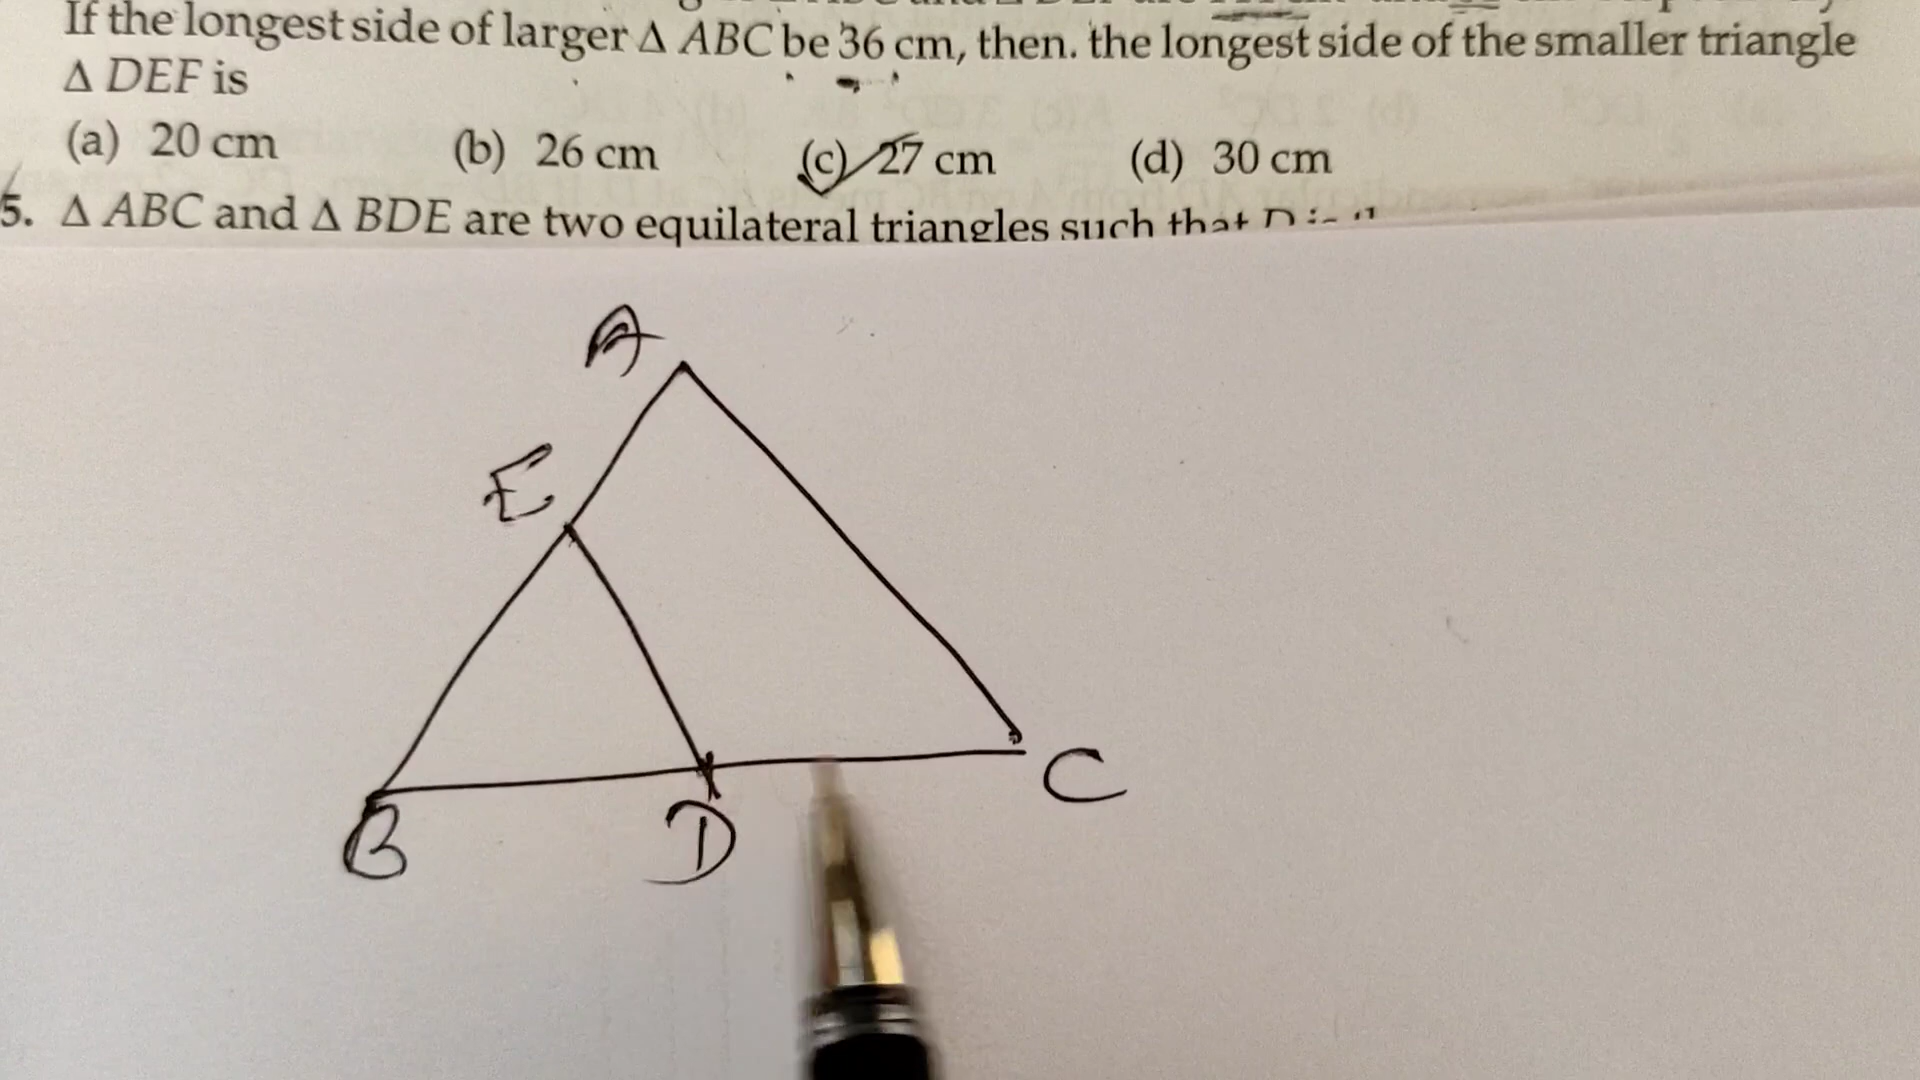 If the longest side of larger Δ ABC be 36 cm, then. the longest side of the smaller triangle
Δ DEF is
(a) 20 cm (b) 26 cm (c) 27 cm (d) 30 cm
5. Δ ABC and Δ BDE are two equilateral triangles such that D is
A
E
B
D
C